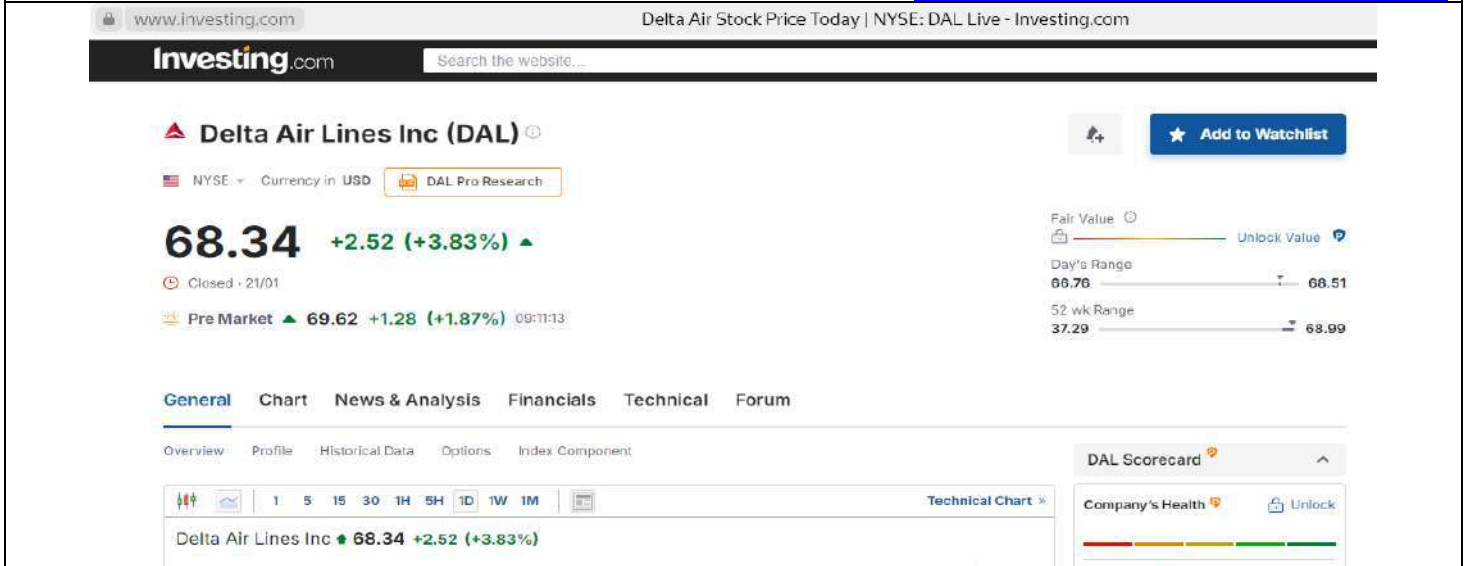 www.investing.com
Delta Air Stock Price Today | NYSE: DAL Live - Investing.com
Investing.com
Search the website...
Delta Air Lines Inc (DAL)
Add to Watchlist
NYSE Currency in USD DAL Pro Research
68.34 +2.52 (+3.83%)
Fair Value
Unlock Value
Closed · 21/01
Day's Range
66.76 68.51
Pre Market 69.62 +1.28 (+1.87%) 09:11:13
52 wk Range
37.29 68.99
General Chart News & Analysis Financials Technical Forum
Overview Profile Historical Data Options Index Component
DAL Scorecard
1 5 15 30 1H 5H 1D 1W 1M
Technical Chart »
Company's Health Unlock
Delta Air Lines Inc 68.34 +2.52 (+3.83%)